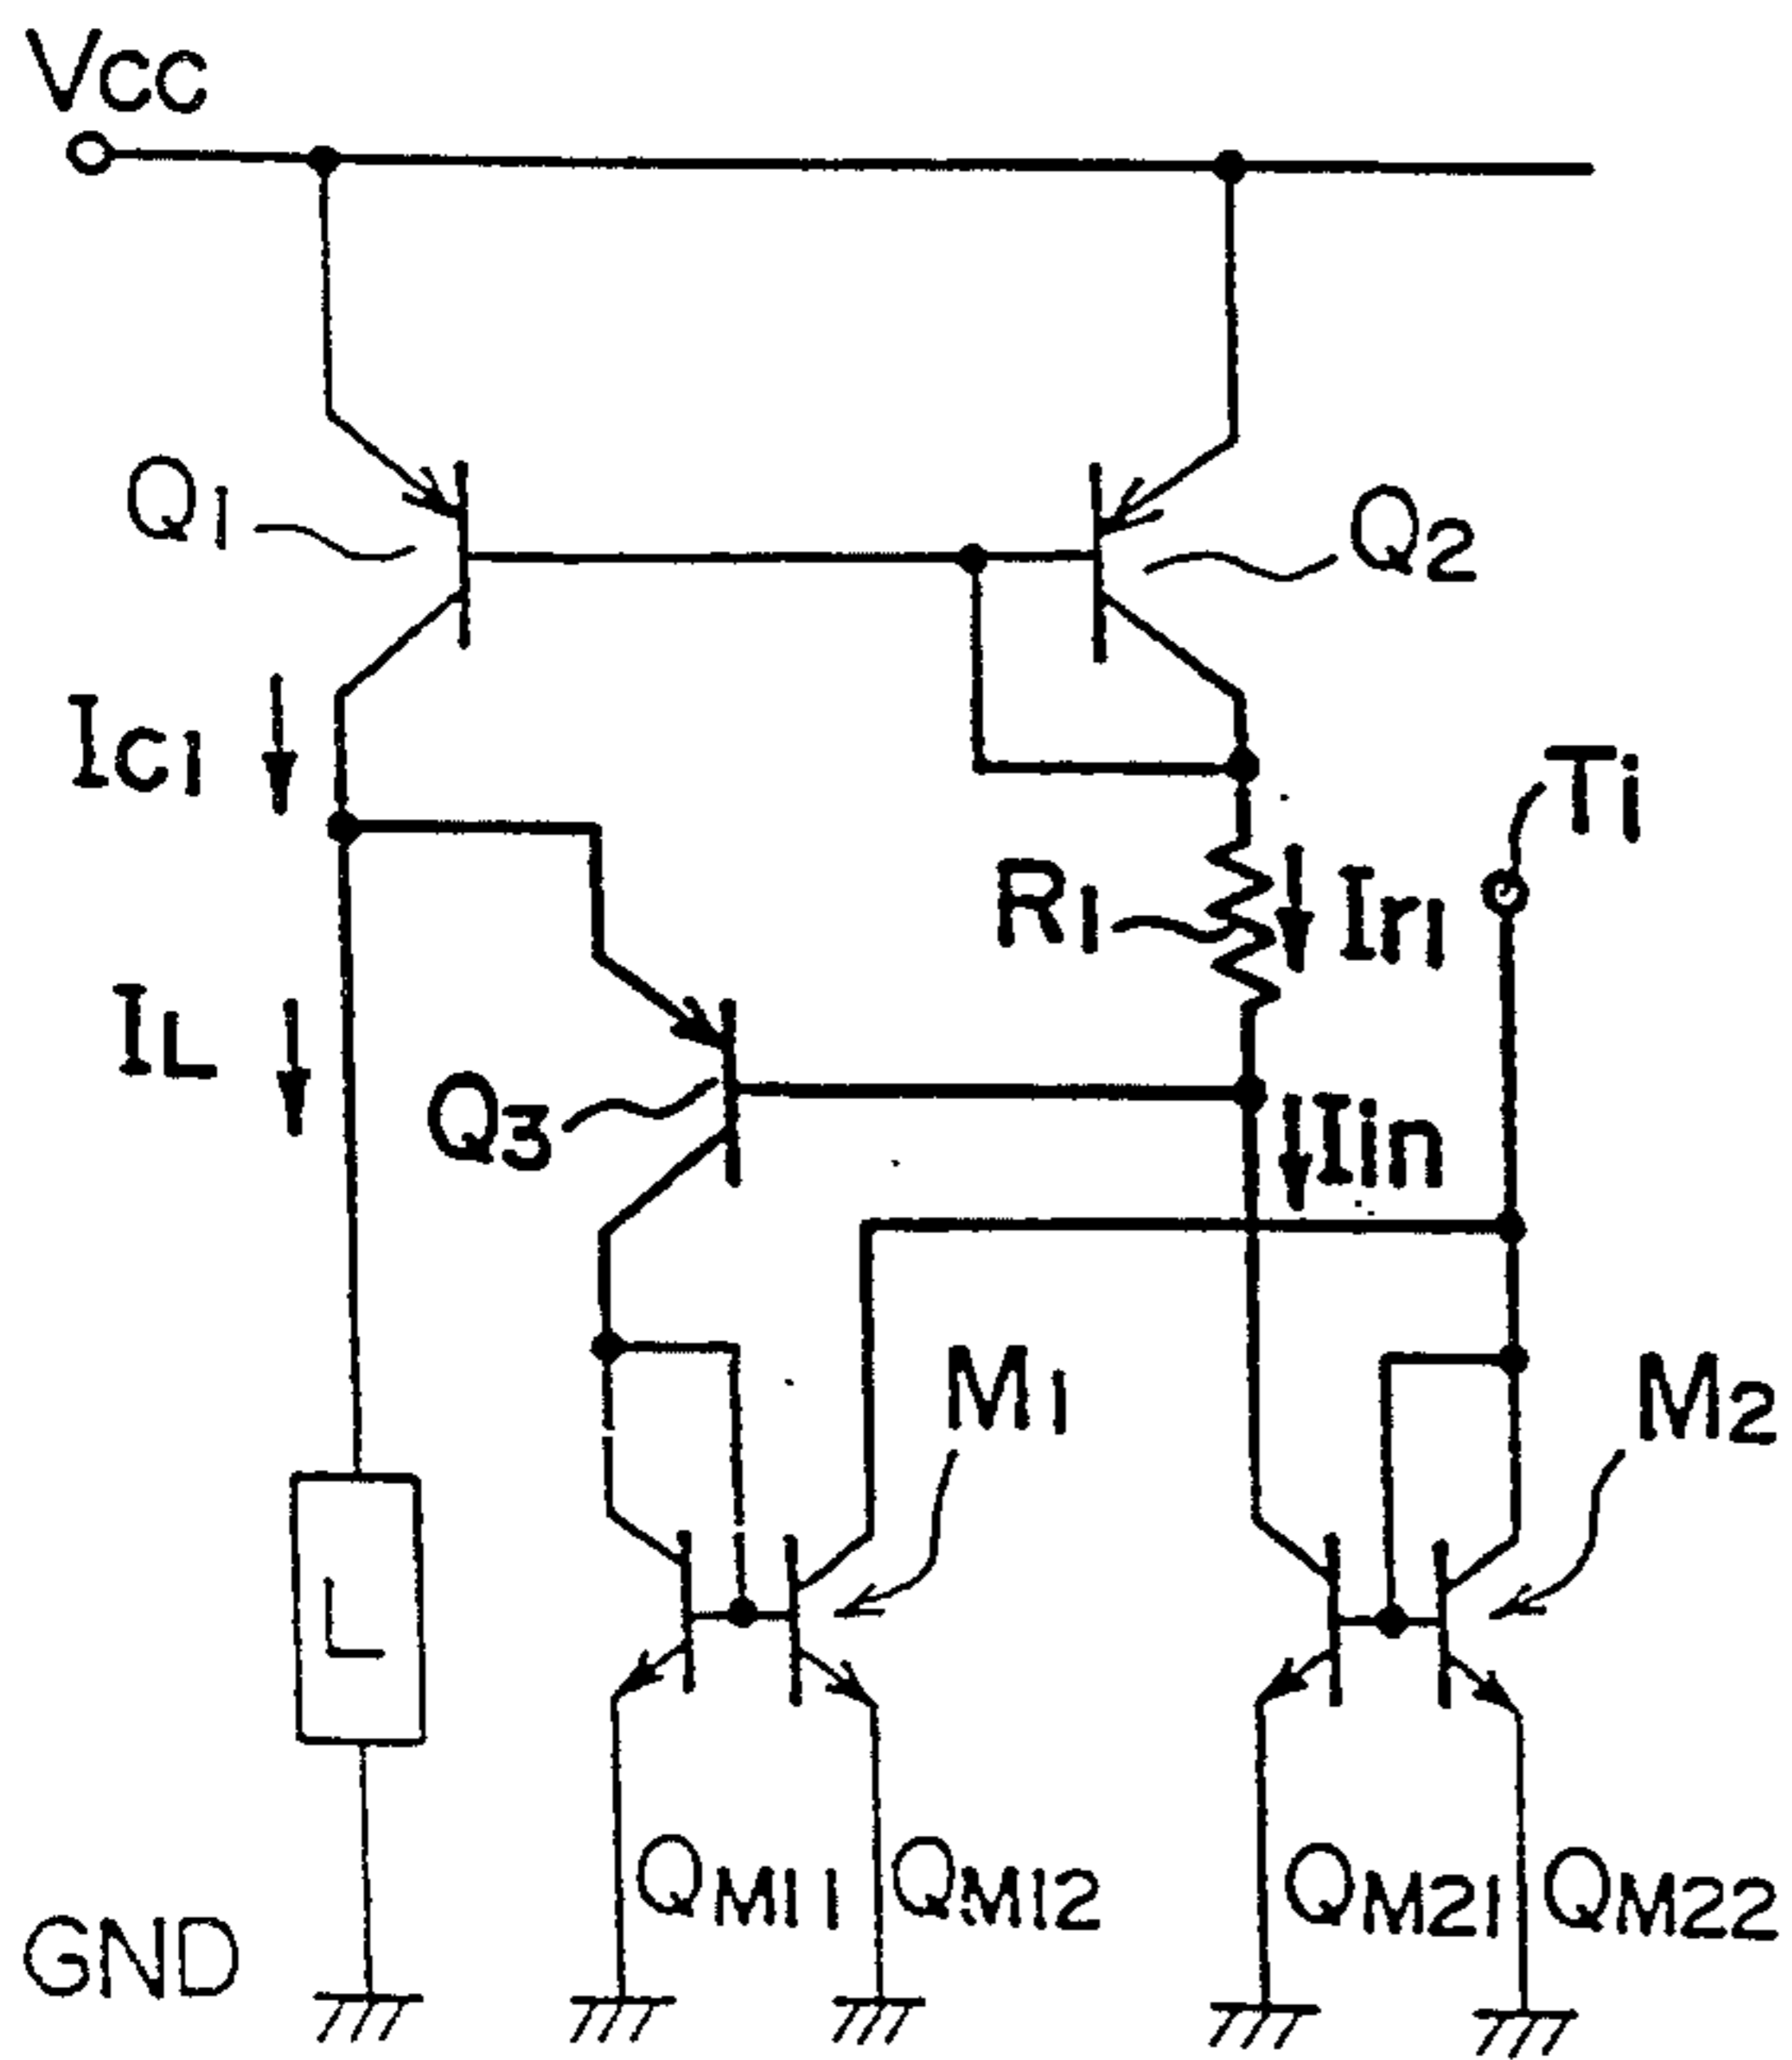 Vcc
Q1
Q2
Ic1
Ti
R1
Ir1
IL
Q3
Iin
M1
M2
L
QM11
QM12
QM21
QM22
GND